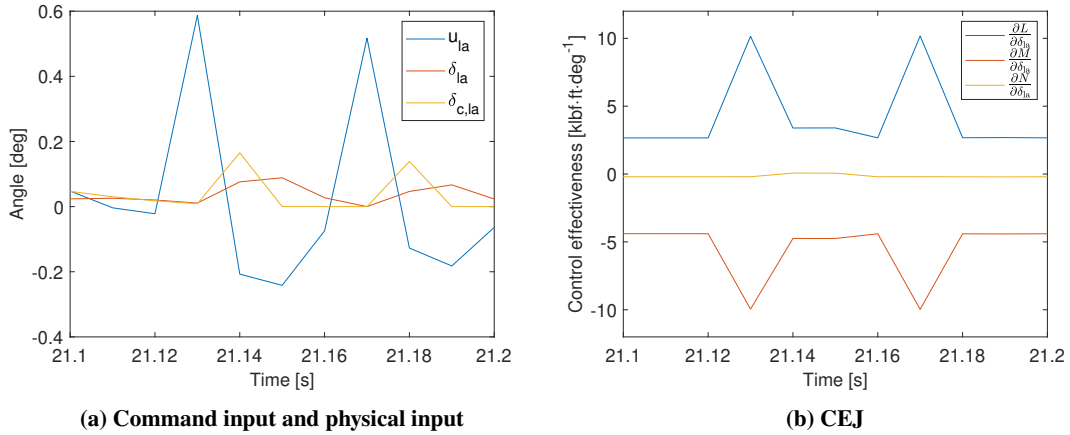 0.6
0.4
0.2
0
-0.2
-0.4
Angle [deg]
u_la
δ_la
δ_c,la
21.1 21.12 21.14 21.16 21.18 21.2
Time [s]
(a) Command input and physical input
10
5
0
-5
-10
Control effectiveness [klbf·ft·deg⁻¹]
∂L/∂δ_la
∂M/∂δ_la
∂N/∂δ_la
21.1 21.12 21.14 21.16 21.18 21.2
Time [s]
(b) CEJ